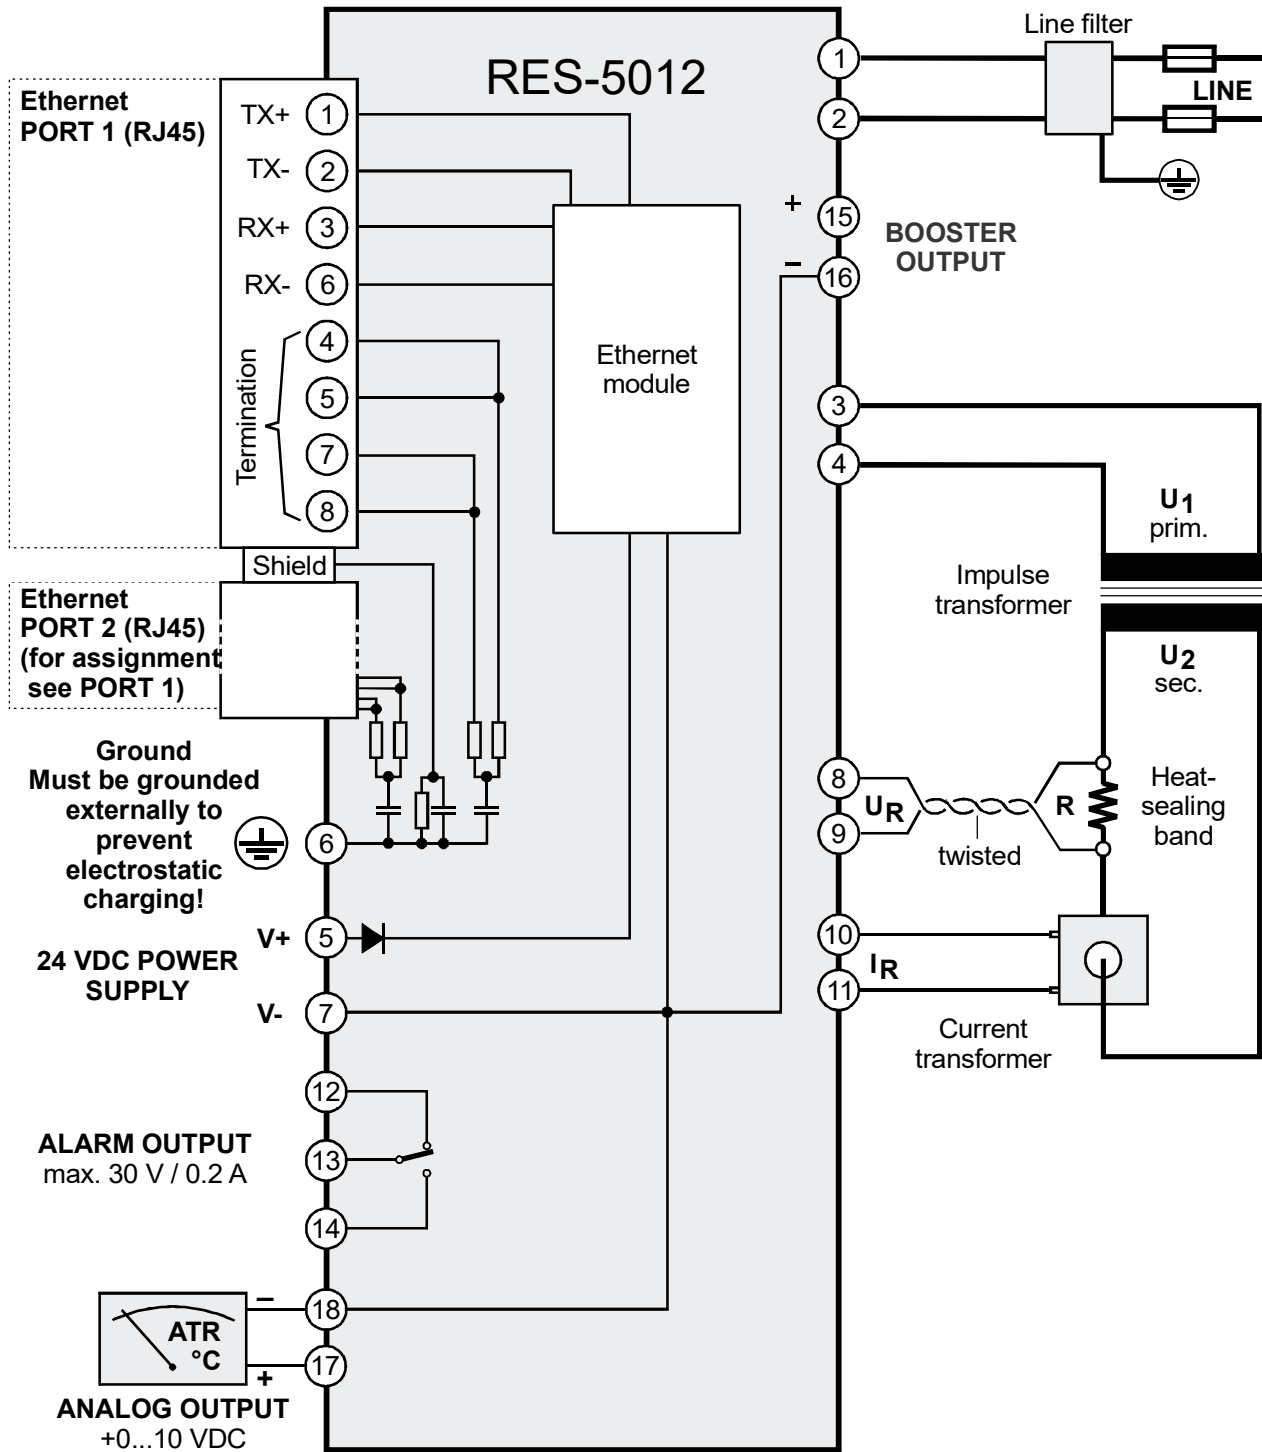 RES-5012
Line filter
LINE
1
2
Ethernet
PORT 1 (RJ45)
TX+ 1
TX- 2
RX+ 3
RX- 6
Termination
4
5
7
8
Shield
Ethernet
PORT 2 (RJ45)
(for assignment
see PORT 1)
Ethernet
module
+ 15
- 16
BOOSTER
OUTPUT
3
4
U1
prim.
Impulse
transformer
U2
sec.
Ground
Must be grounded
externally to
prevent
electrostatic
charging!
6
8
9
UR
twisted
R
Heat-
sealing
band
24 VDC POWER
SUPPLY
V+ 5
V- 7
10
11
IR
Current
transformer
ALARM OUTPUT
max. 30 V / 0.2 A
12
13
14
ATR
°C
– 18
+ 17
ANALOG OUTPUT
+0...10 VDC